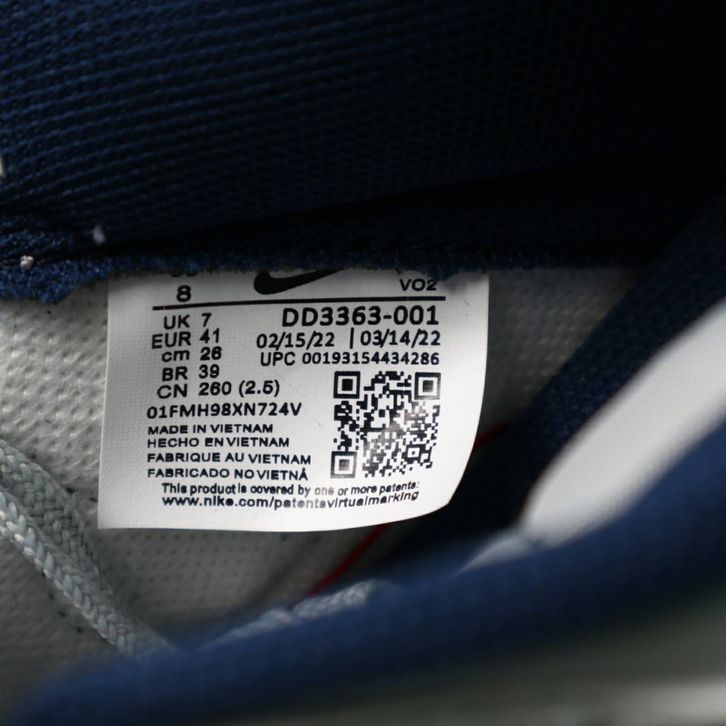 8 VO2
UK 7 DD3363-001
EUR 41 02/15/22 | 03/14/22
cm 26 UPC 00193154434286
BR 39
CN 260 (2.5)
01FMH98XN724V
MADE IN VIETNAM
HECHO EN VIETNAM
FABRIQUE AU VIETNAM
FABRICADO NO VIETNÃ
This product is covered by one or more patents:
www.nike.com/patentsvirtualmarking